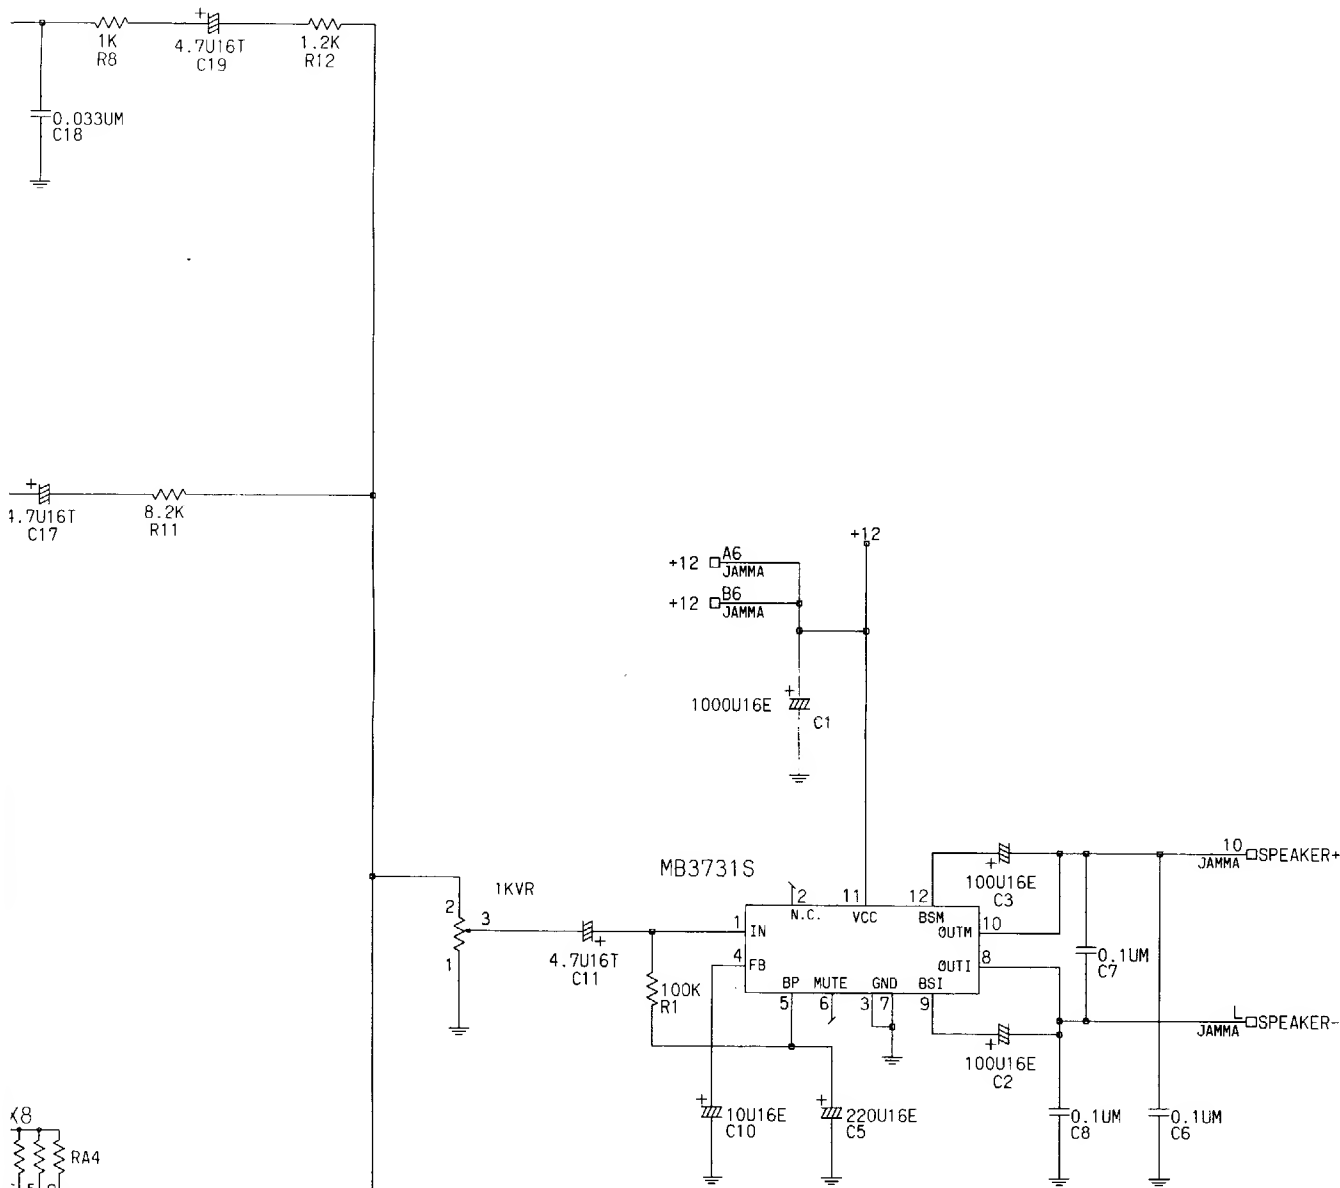 +
1K
R8
4.7U16T
C19
1.2K
R12
0.033UM
C18
+
4.7U16T
C17
8.2K
R11
+12
+12 A6
JAMMA
+12 B6
JAMMA
+
1000U16E
C1
MB3731S
1KVR
2
3
1
4.7U16T +
C11
100K
R1
1 IN
4 FB
2
N.C.
11
VCC
12
BSM
OUTM 10
OUTI 8
BP
5
MUTE
6
GND
3 7
BSI
9
+
100U16E
C3
+
100U16E
C2
0.1UM
C7
10
JAMMA
SPEAKER+
L
JAMMA
SPEAKER-
+
10U16E
C10
+
220U16E
C5
0.1UM
C8
0.1UM
C6
RA4